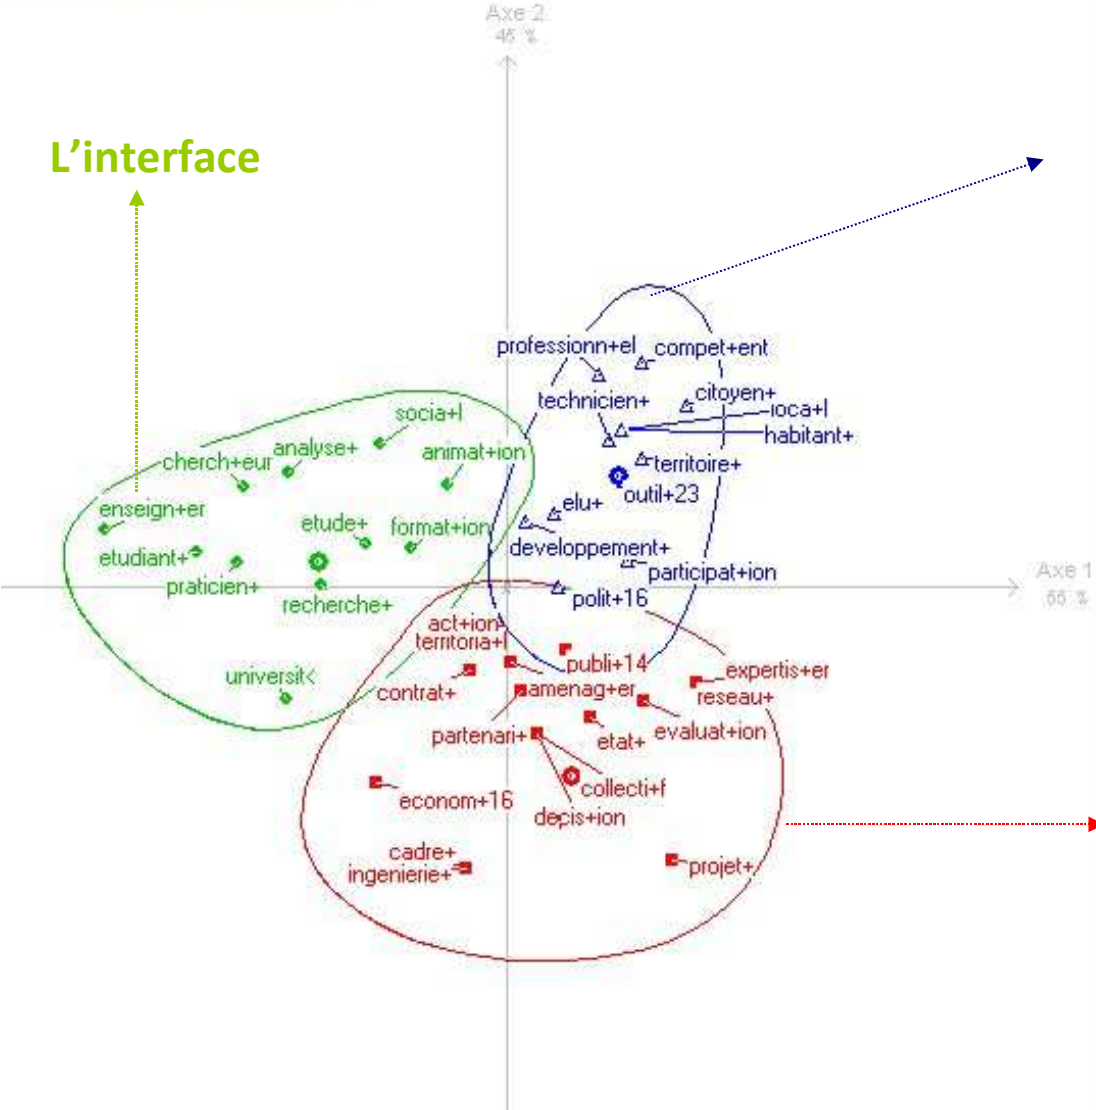 Axe 2
45 %
L'interface
professionn+el
compet+ent
technicien+
cityoen+
loca+l
habitant+
territoire+
outil+23
elu+
developpement+
participat+ion
polit+16
socia+l
analyse+
animat+ion
cherch+eur
enseign+er
etude+
format+ion
etudiant+
praticien+
recherche+
universit<
Axe 1
55 %
act+ion
territoria+l
publi+14
expertis+er
contrat+
amenag+er
reseau+
partenari+
etat+
evaluat+ion
collecti+f
econom+16
decis+ion
cadre+
ingenierie+
projet+